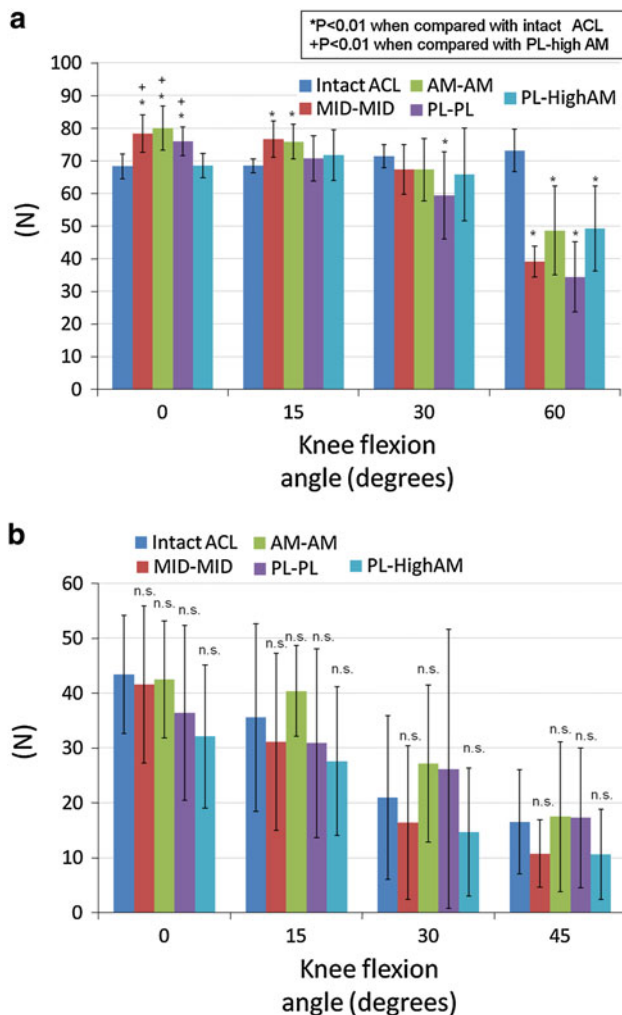 a
*P<0.01 when compared with intact ACL
+P<0.01 when compared with PL-high AM
Intact ACL AM-AM PL-HighAM
MID-MID PL-PL
100
90
80
70
60
50
40
30
20
10
0
(N)
+ + +
* * *
* *
*
* * * *
0 15 30 60
Knee flexion
angle (degrees)
b
Intact ACL AM-AM
MID-MID PL-PL PL-HighAM
60
50
40
30
20
10
0
(N)
n.s. n.s. n.s. n.s.
n.s. n.s. n.s. n.s.
n.s. n.s. n.s. n.s.
n.s. n.s. n.s. n.s.
0 15 30 45
Knee flexion
angle (degrees)